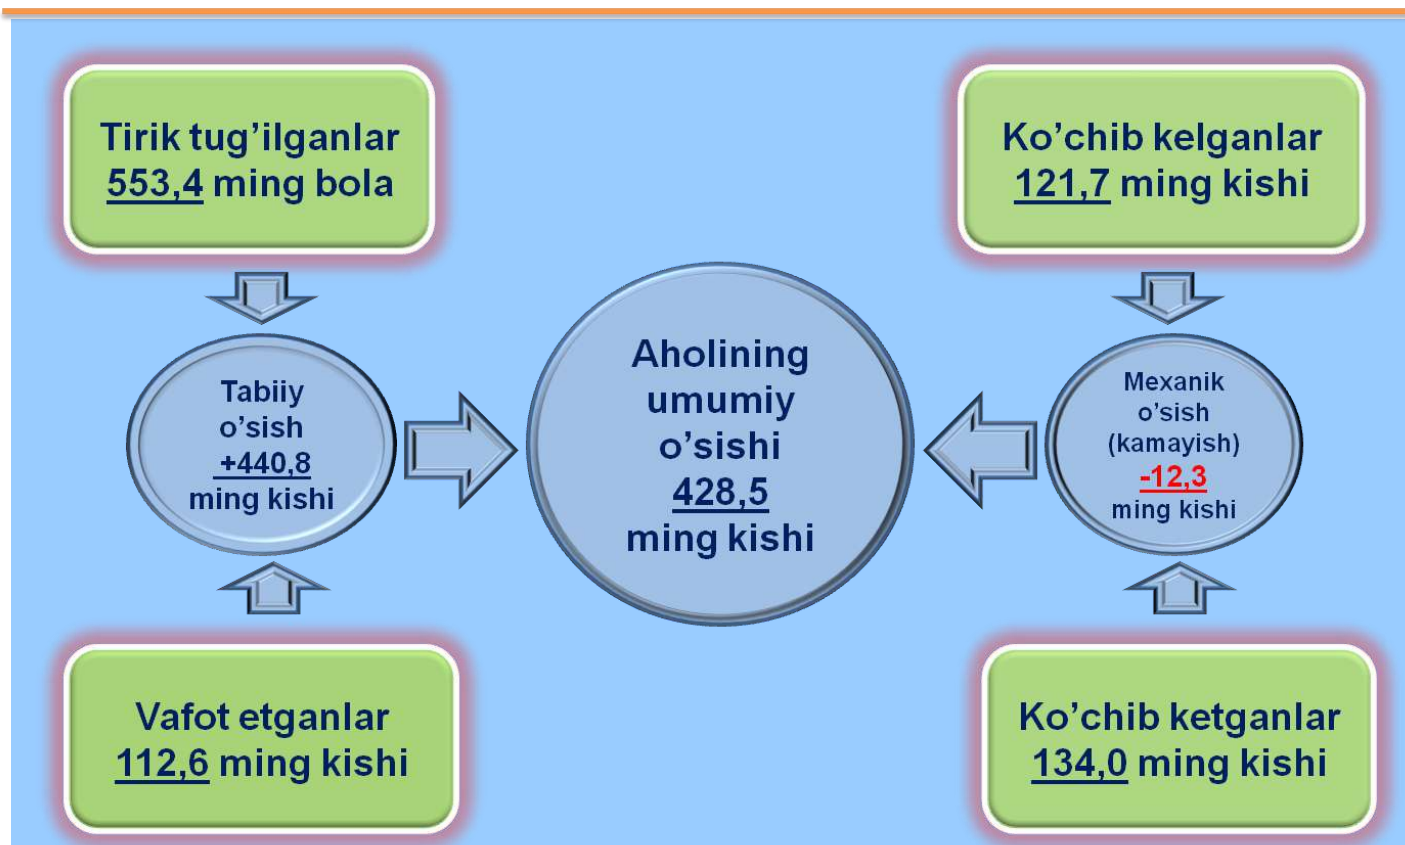 Tirik tug’ilganlar
553,4 ming bola
Ko’chib kelganlar
121,7 ming kishi
Tabiiy
o’sish
+440,8
ming kishi
Aholining
umumiy
o’sishi
428,5
ming kishi
Mexanik
o’sish
(kamayish)
-12,3
ming kishi
Vafot etganlar
112,6 ming kishi
Ko’chib ketganlar
134,0 ming kishi